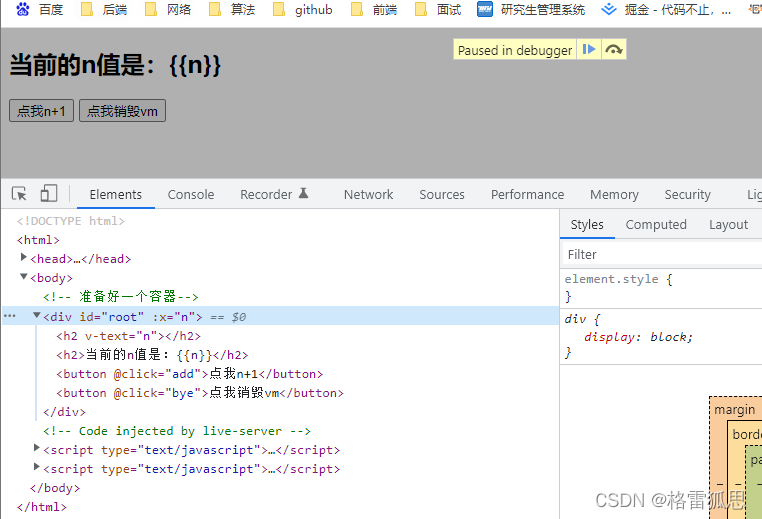 百度 后端 网络 算法 github 前端 面试 研究生管理系统 掘金 - 代码不止，...
当前的n值是：{{n}}
Paused in debugger
点我n+1 点我销毁vm
Elements Console Recorder Network Sources Performance Memory Security Lig
<!DOCTYPE html>
<html>
<head>…</head>
<body>
<!-- 准备好一个容器-->
<div id="root" :x="n"> == $0
<h2 v-text="n"></h2>
<h2>当前的n值是：{{n}}</h2>
<button @click="add">点我n+1</button>
<button @click="bye">点我销毁vm</button>
</div>
<!-- Code injected by live-server -->
<script type="text/javascript">…</script>
<script type="text/javascript">…</script>
</body>
</html>
Styles Computed Layout
Filter
element.style {
}
div {
display: block;
}
margin
borde
pa
CSDN @格雷狐思